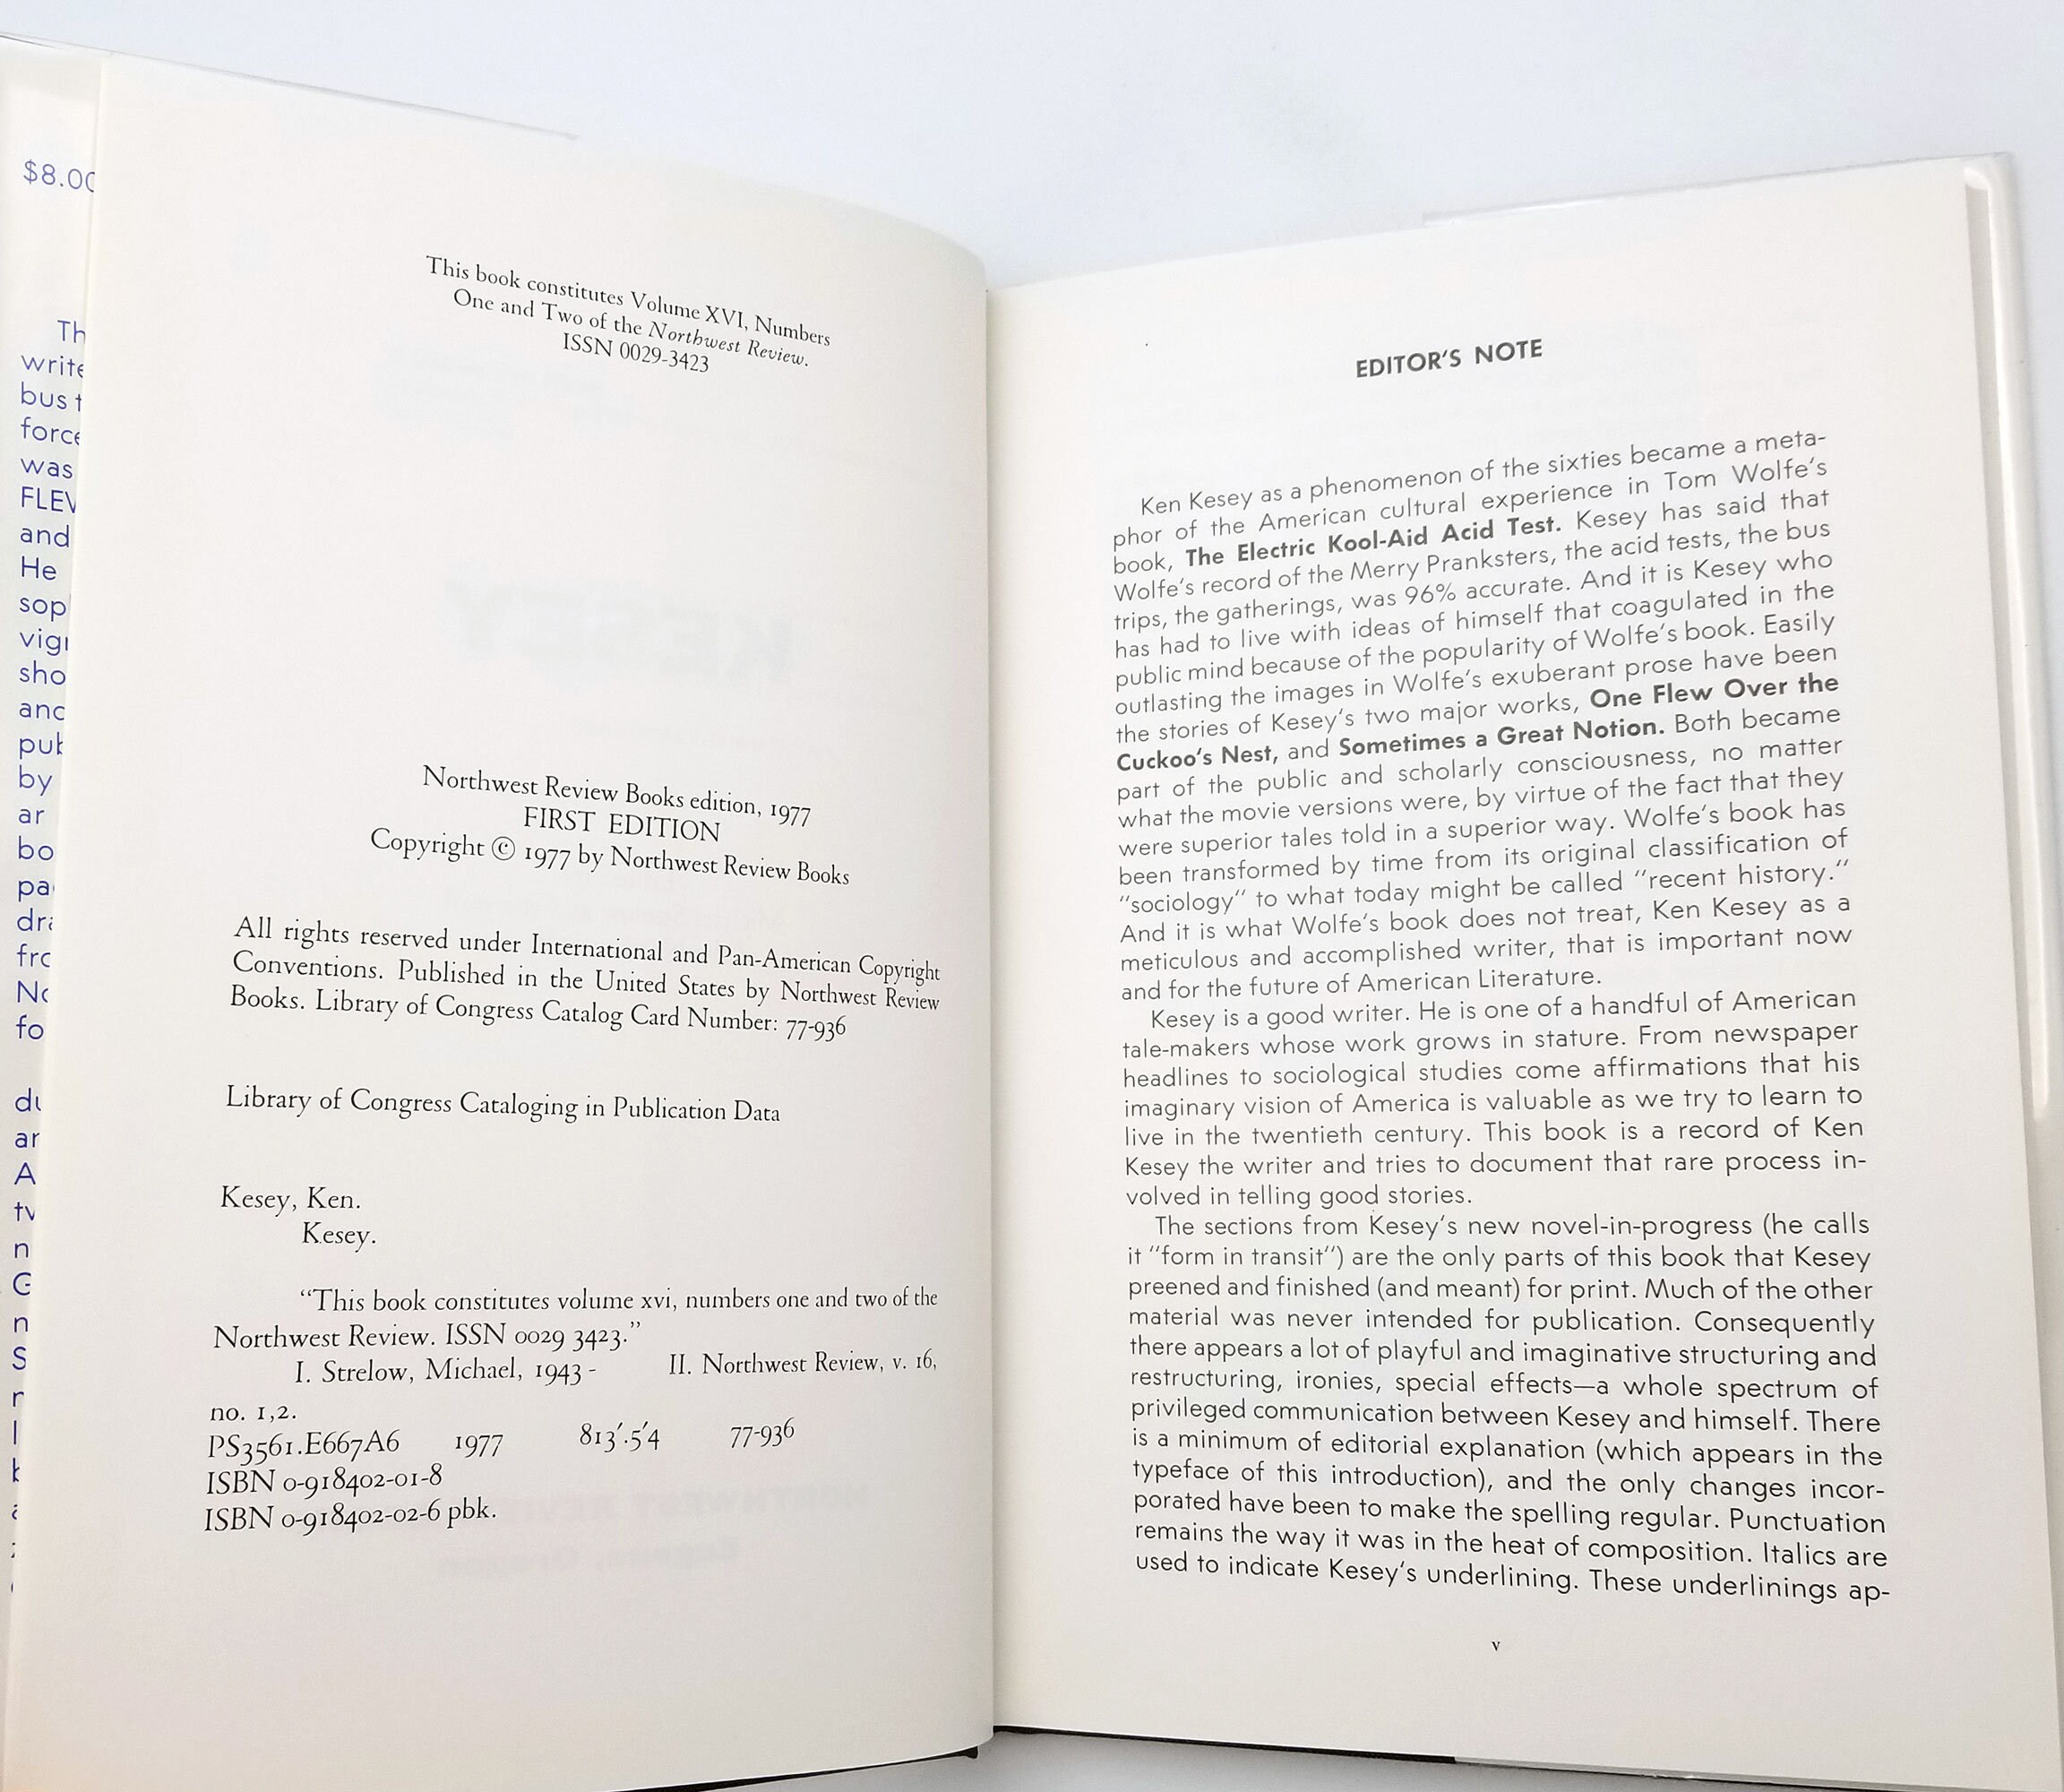 $8.00
Th
write
bus t
force
was
FLEW
and
He
sop
vig
sho
and
pub
by
ar
bo
pa
dra
fro
No
fo
du
ar
A
tw
n
G
n
S
This book constitutes Volume XVI, Numbers
One and Two of the Northwest Review.
ISSN 0029-3423
Northwest Review Books edition, 1977
FIRST EDITION
Copyright © 1977 by Northwest Review Books
All rights reserved under International and Pan-American Copyright
Conventions. Published in the United States by Northwest Review
Books. Library of Congress Catalog Card Number: 77-936
Library of Congress Cataloging in Publication Data
Kesey, Ken.
Kesey.
“This book constitutes volume xvi, numbers one and two of the
Northwest Review. ISSN 0029 3423.”
I. Strelow, Michael, 1943 - II. Northwest Review, v. 16,
no. 1,2.
PS3561.E667A6 1977 813'.5'4 77-936
ISBN 0-918402-01-8
ISBN 0-918402-02-6 pbk.
EDITOR'S NOTE
Ken Kesey as a phenomenon of the sixties became a meta-
phor of the American cultural experience in Tom Wolfe's
book, The Electric Kool-Aid Acid Test. Kesey has said that
Wolfe's record of the Merry Pranksters, the acid tests, the bus
trips, the gatherings, was 96% accurate. And it is Kesey who
has had to live with ideas of himself that coagulated in the
public mind because of the popularity of Wolfe's book. Easily
outlasting the images in Wolfe's exuberant prose have been
the stories of Kesey's two major works, One Flew Over the
Cuckoo's Nest, and Sometimes a Great Notion. Both became
part of the public and scholarly consciousness, no matter
what the movie versions were, by virtue of the fact that they
were superior tales told in a superior way. Wolfe's book has
been transformed by time from its original classification of
"sociology" to what today might be called "recent history."
And it is what Wolfe's book does not treat, Ken Kesey as a
meticulous and accomplished writer, that is important now
and for the future of American Literature.
Kesey is a good writer. He is one of a handful of American
tale-makers whose work grows in stature. From newspaper
headlines to sociological studies come affirmations that his
imaginary vision of America is valuable as we try to learn to
live in the twentieth century. This book is a record of Ken
Kesey the writer and tries to document that rare process in-
volved in telling good stories.
The sections from Kesey's new novel-in-progress (he calls
it "form in transit") are the only parts of this book that Kesey
preened and finished (and meant) for print. Much of the other
material was never intended for publication. Consequently
there appears a lot of playful and imaginative structuring and
restructuring, ironies, special effects—a whole spectrum of
privileged communication between Kesey and himself. There
is a minimum of editorial explanation (which appears in the
typeface of this introduction), and the only changes incor-
porated have been to make the spelling regular. Punctuation
remains the way it was in the heat of composition. Italics are
used to indicate Kesey's underlining. These underlinings ap-
v